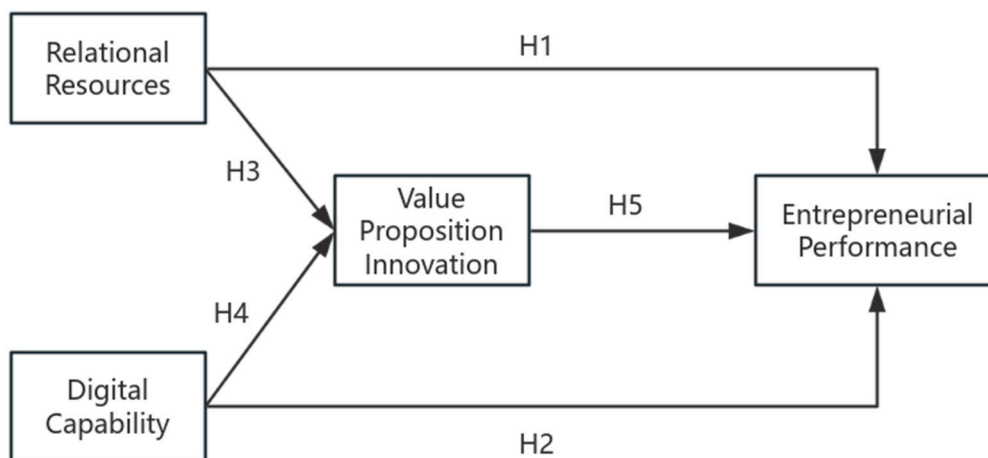 Relational
Resources
H1
H3
Value
Proposition
Innovation
H5
Entrepreneurial
Performance
H4
Digital
Capability
H2